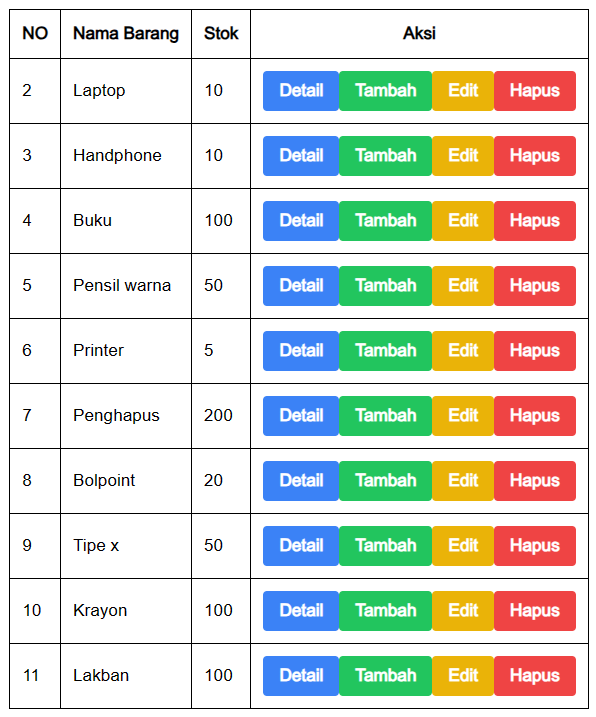 NO Nama Barang Stok Aksi
2 Laptop 10 Detail Tambah Edit Hapus
3 Handphone 10 Detail Tambah Edit Hapus
4 Buku 100 Detail Tambah Edit Hapus
5 Pensil warna 50 Detail Tambah Edit Hapus
6 Printer 5 Detail Tambah Edit Hapus
7 Penghapus 200 Detail Tambah Edit Hapus
8 Bolpoint 20 Detail Tambah Edit Hapus
9 Tipe x 50 Detail Tambah Edit Hapus
10 Krayon 100 Detail Tambah Edit Hapus
11 Lakban 100 Detail Tambah Edit Hapus